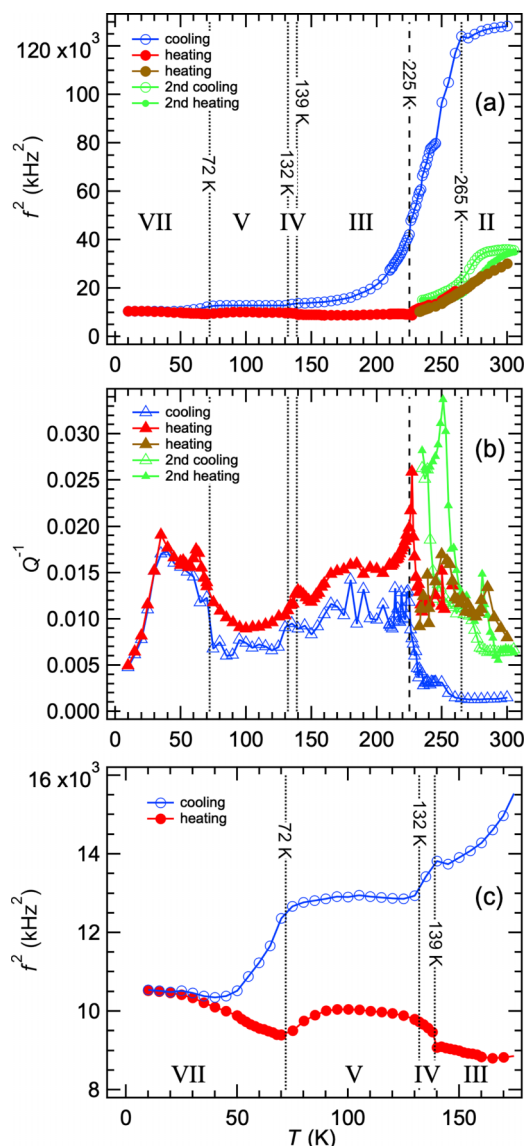 120 x10³
100
80
60
40
20
0
f² (kHz²)
cooling
heating
heating
2nd cooling
2nd heating
(a)
72 K
132 K
139 K
225 K
265 K
VII
V
IV
III
II
0 50 100 150 200 250 300
0.030
0.025
0.020
0.015
0.010
0.005
0.000
Q⁻¹
cooling
heating
heating
2nd cooling
2nd heating
(b)
0 50 100 150 200 250 300
16 x10³
14
12
10
8
f² (kHz²)
cooling
heating
72 K
132 K
139 K
(c)
VII
V
IV
III
0 50 100 150
T (K)